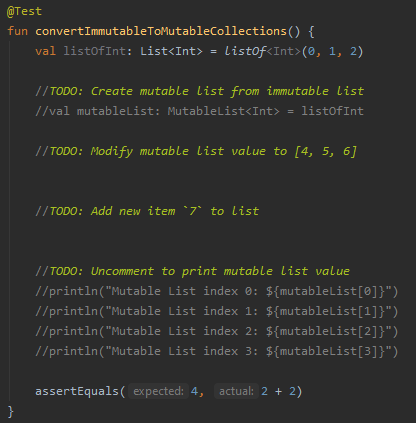 @Test
fun convertImmutableToMutableCollections() {
    val listOfInt: List<Int> = listOf<Int>(0, 1, 2)
    //TODO: Create mutable list from immutable list
    //val mutableList: MutableList<Int> = listOfInt
    //TODO: Modify mutable list value to [4, 5, 6]
    //TODO: Add new item `7` to list
    //TODO: Uncomment to print mutable list value
    //println("Mutable List index 0: ${mutableList[0]}")
    //println("Mutable List index 1: ${mutableList[1]}")
    //println("Mutable List index 2: ${mutableList[2]}")
    //println("Mutable List index 3: ${mutableList[3]}")
    assertEquals( expected: 4, actual: 2 + 2)
}